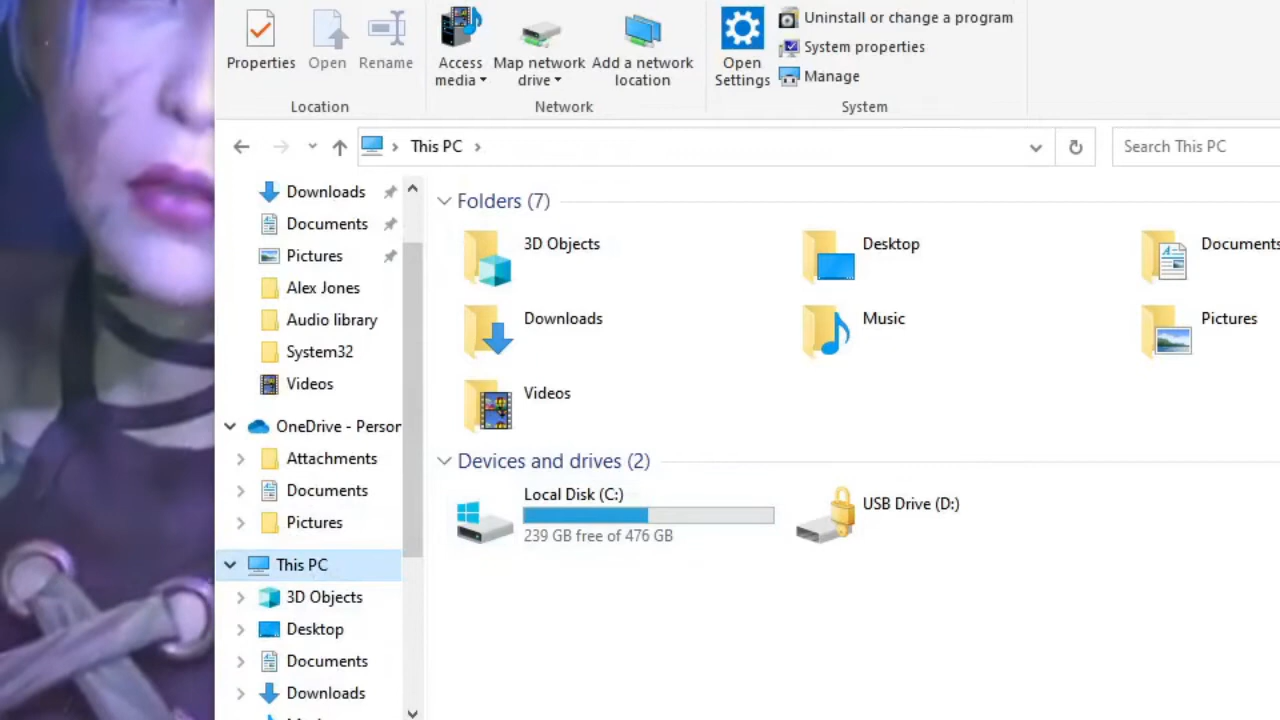 Properties
Open
Rename
Access media
Map network drive
Add a network location
Open Settings
Uninstall or change a program
System properties
Manage
Location
Network
System
This PC
Search This PC
Downloads
Documents
Pictures
Alex Jones
Audio library
System32
Videos
OneDrive - Person
Attachments
Documents
Pictures
This PC
3D Objects
Desktop
Documents
Downloads
Folders (7)
3D Objects
Desktop
Documents
Downloads
Music
Pictures
Videos
Devices and drives (2)
Local Disk (C:)
239 GB free of 476 GB
USB Drive (D:)